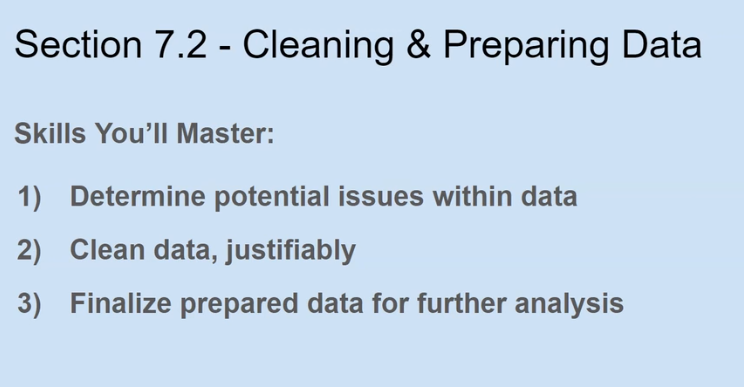 Section 7.2 - Cleaning & Preparing Data
Skills You’ll Master:
1) Determine potential issues within data
2) Clean data, justifiably
3) Finalize prepared data for further analysis